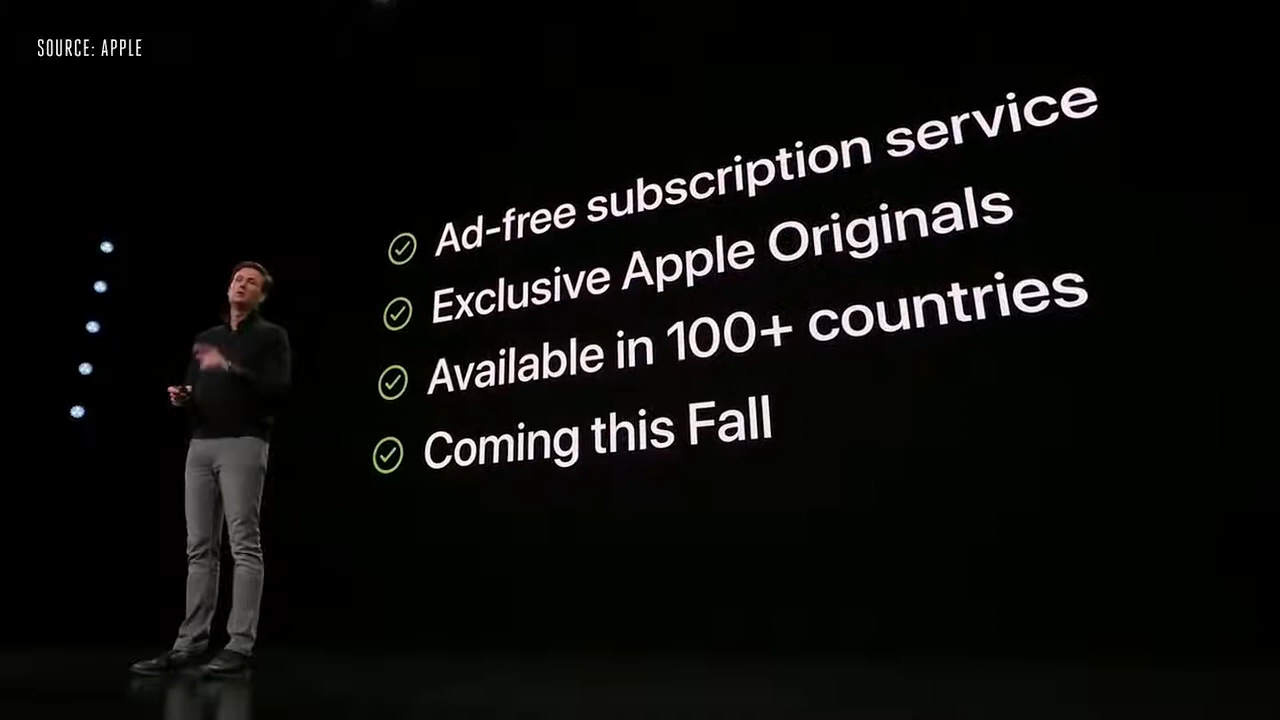 SOURCE: APPLE
Ad-free subscription service
Exclusive Apple Originals
Available in 100+ countries
Coming this Fall